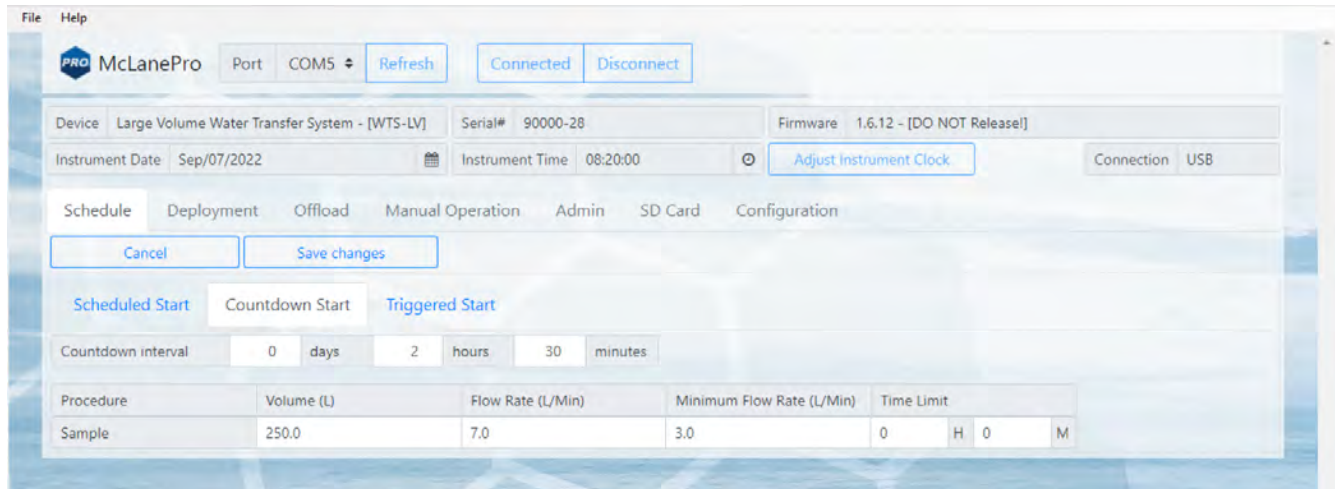 File Help
PRO McLanePro Port COM5 Refresh Connected Disconnect
Device Large Volume Water Transfer System - [WTS-LV] Serial# 90000-28 Firmware 1.6.12 - [DO NOT Release!]
Instrument Date Sep/07/2022 Instrument Time 08:20:00 Adjust Instrument Clock Connection USB
Schedule Deployment Offload Manual Operation Admin SD Card Configuration
Cancel Save changes
Scheduled Start Countdown Start Triggered Start
Countdown interval 0 days 2 hours 30 minutes
Procedure Volume (L) Flow Rate (L/Min) Minimum Flow Rate (L/Min) Time Limit
Sample 250.0 7.0 3.0 0 H 0 M